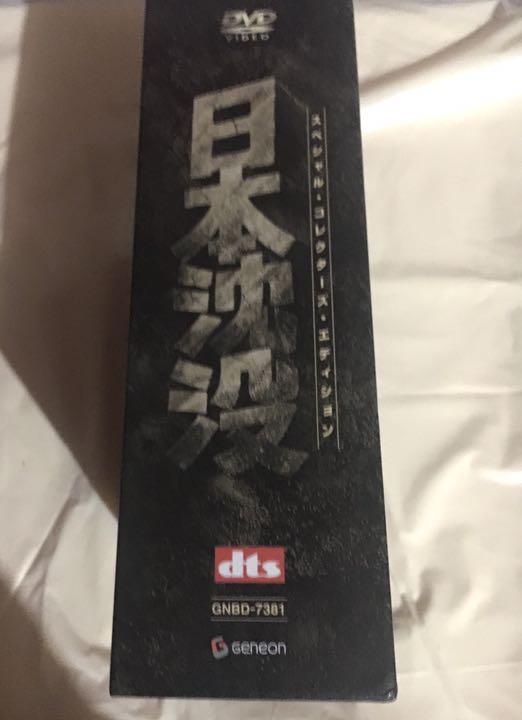 DVD
VIDEO
日本沈没
スペシャル・コレクターズ・エディション
dts
GNBD-7381
GENEON